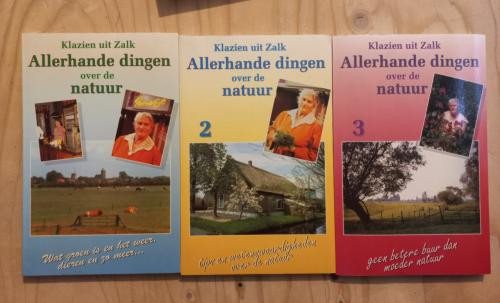 Klazien uit Zalk
Allerhande dingen
over de
natuur
Wat groen is en het weer,
dieren en zo meer...
Klazien uit Zalk
Allerhande dingen
over de
natuur
2
tips en wetenswaardigheden
over de natuur
Klazien uit Zalk
Allerhande dingen
over de
natuur
3
geen betere buur dan
moeder natuur